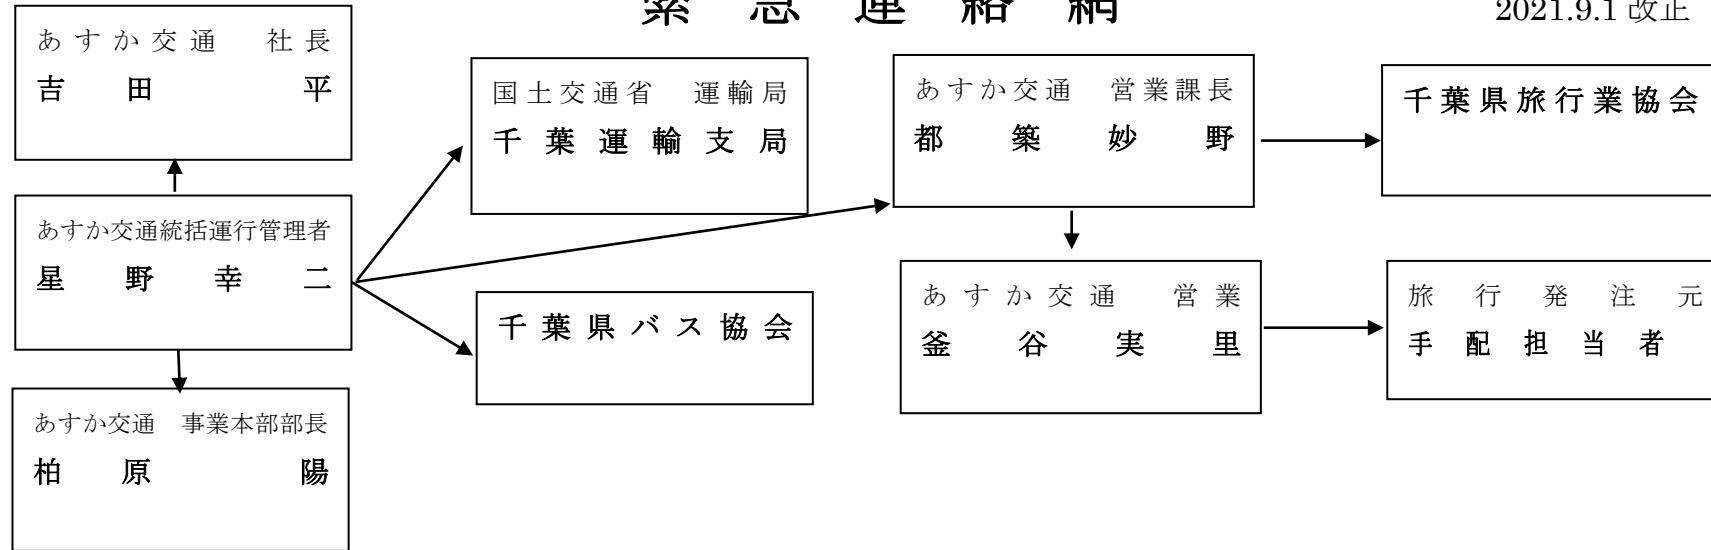 緊急連絡網
2021.9.1 改正
あすか交通 社長
吉田 平
国土交通省 運輸局
千葉運輸支局
あすか交通 営業課長
都築妙野
千葉県旅行業協会
あすか交通統括運行管理者
星野幸二
千葉県バス協会
あすか交通 営業
釜谷実里
旅行発注元
手配担当者
あすか交通 事業本部部長
柏原 陽